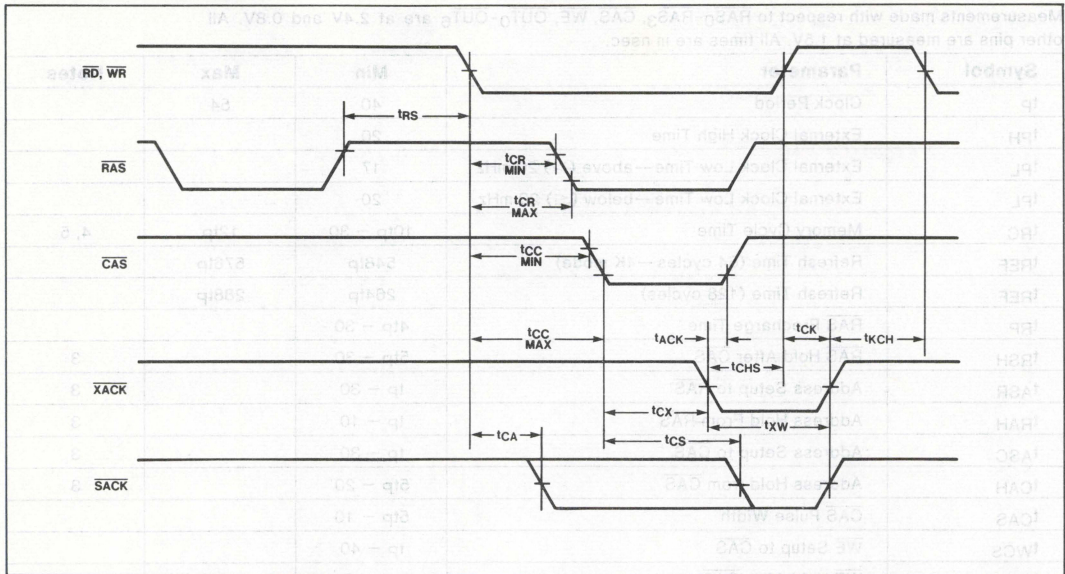 RD, WR
tRS
RAS
tCR
MIN
tCR
MAX
CAS
tCC
MIN
tCC
MAX
tACK
tCK
tKCH
tCHS
XACK
tCX
tXW
tCS
tCA
SACK
Measurements made with respect to RAS0-RAS3, CAS, WE, OUT0-OUT6 are at 2.4V and 0.8V. All
other pins are measured at 1.5V. All times are in nsec.
Symbol Parameter Min Max Notes
tP Clock Period 40 54
tPH External Clock High Time 20
tPL External Clock Low Time—above 17
tPL External Clock Low Time—below 20
tRC Memory Cycle Time 10tP – 30 12tP 4, 5
tREF Refresh Time 548tP 576tP
tREF Refresh Time (128 cycles) 264tP 288tP
tRP RAS Precharge Time 4tP – 30
tRSH RAS Hold After CAS 5tP – 30 3
tASR Address Setup to RAS tP – 30 3
tRAH Address Hold From RAS tP – 10 3
tASC Address Setup to CAS tP – 30 3
tCAH Address Hold from CAS 5tP – 20 3
tCAS CAS Pulse Width 5tP – 10
tWCS WE Setup to CAS tP – 40